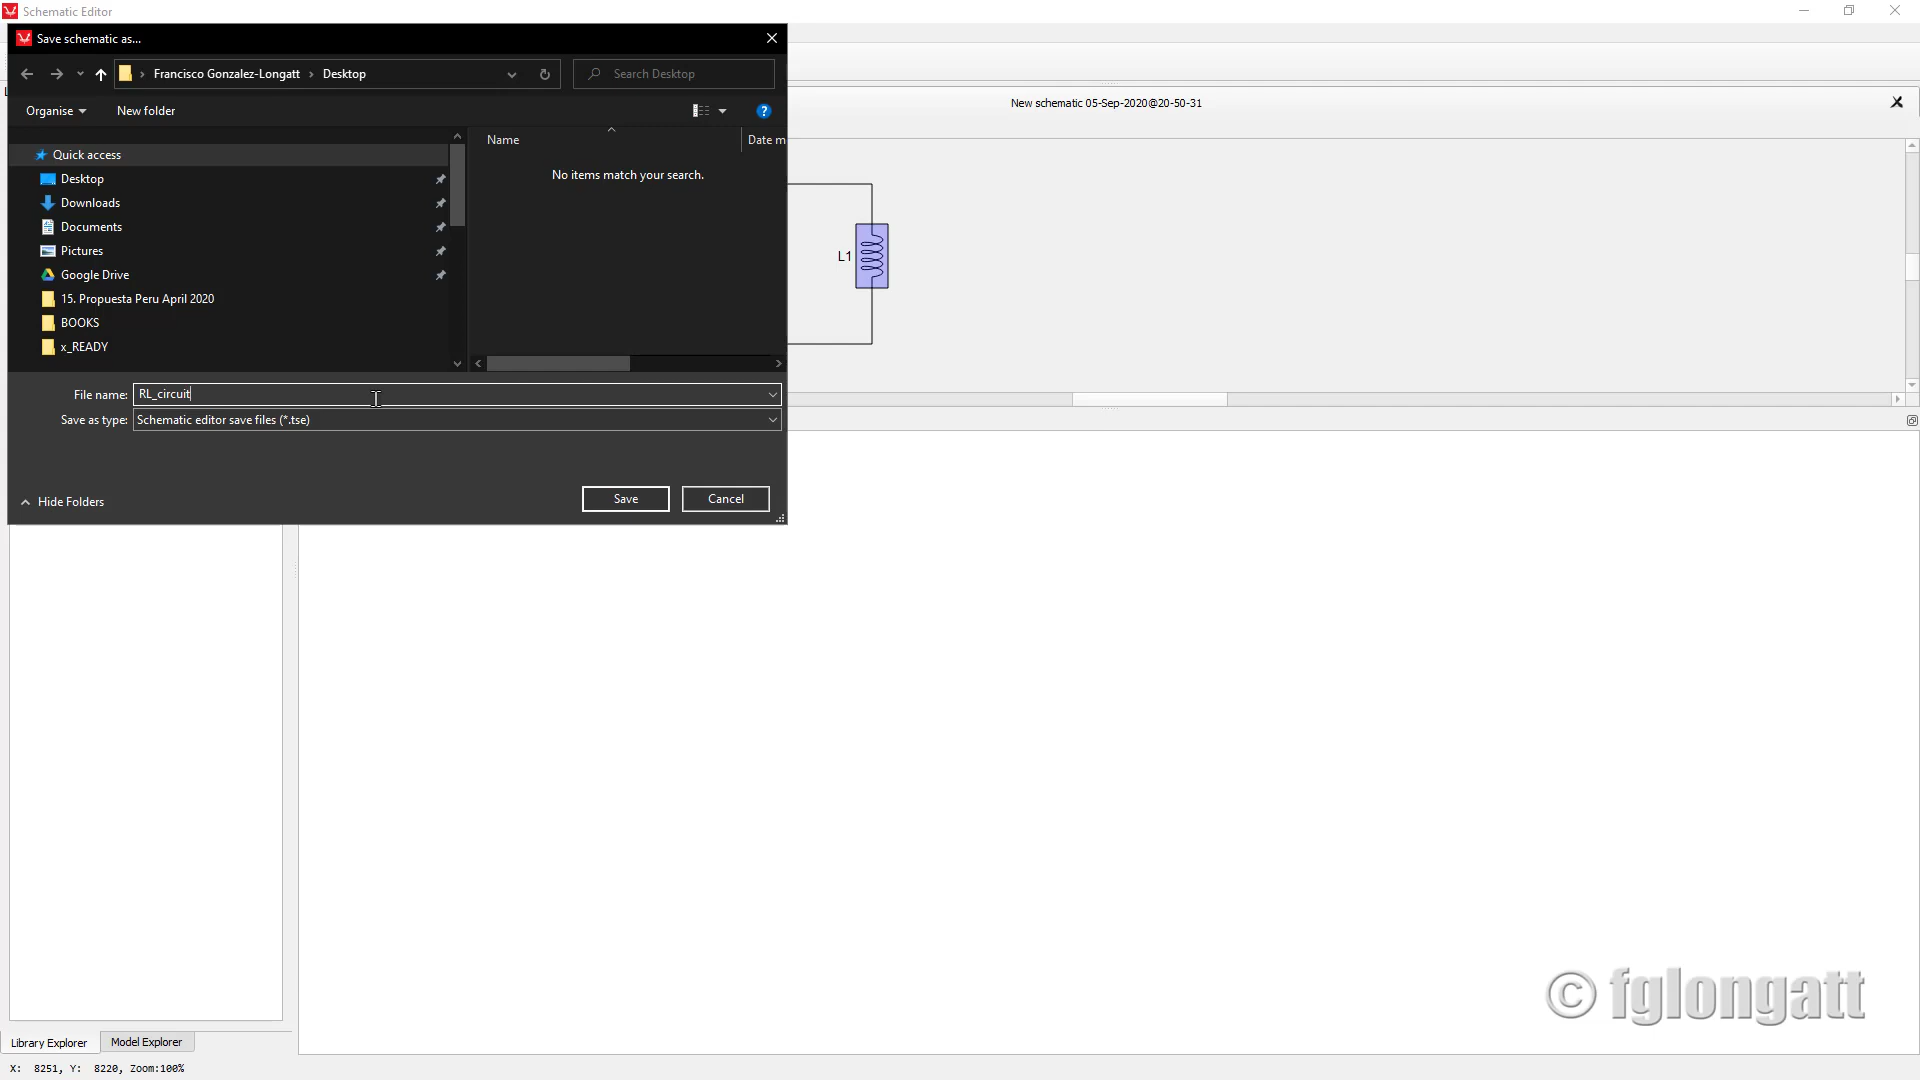 Schematic Editor
Save schematic as...
Francisco Gonzalez-Longatt
Desktop
Search Desktop
New schematic 05-Sep-2020@20-50-31
Organise
New folder
Name
Date m
Quick access
No items match your search.
Desktop
Downloads
Documents
Pictures
L1
Google Drive
15. Propuesta Peru April 2020
BOOKS
x_READY
File name: RL_circuit
Save as type: Schematic editor save files (*.tse)
Hide Folders
Save
Cancel
© fglongatt
Library Explorer
Model Explorer
X: 8251, Y: 8220, Zoom:100%